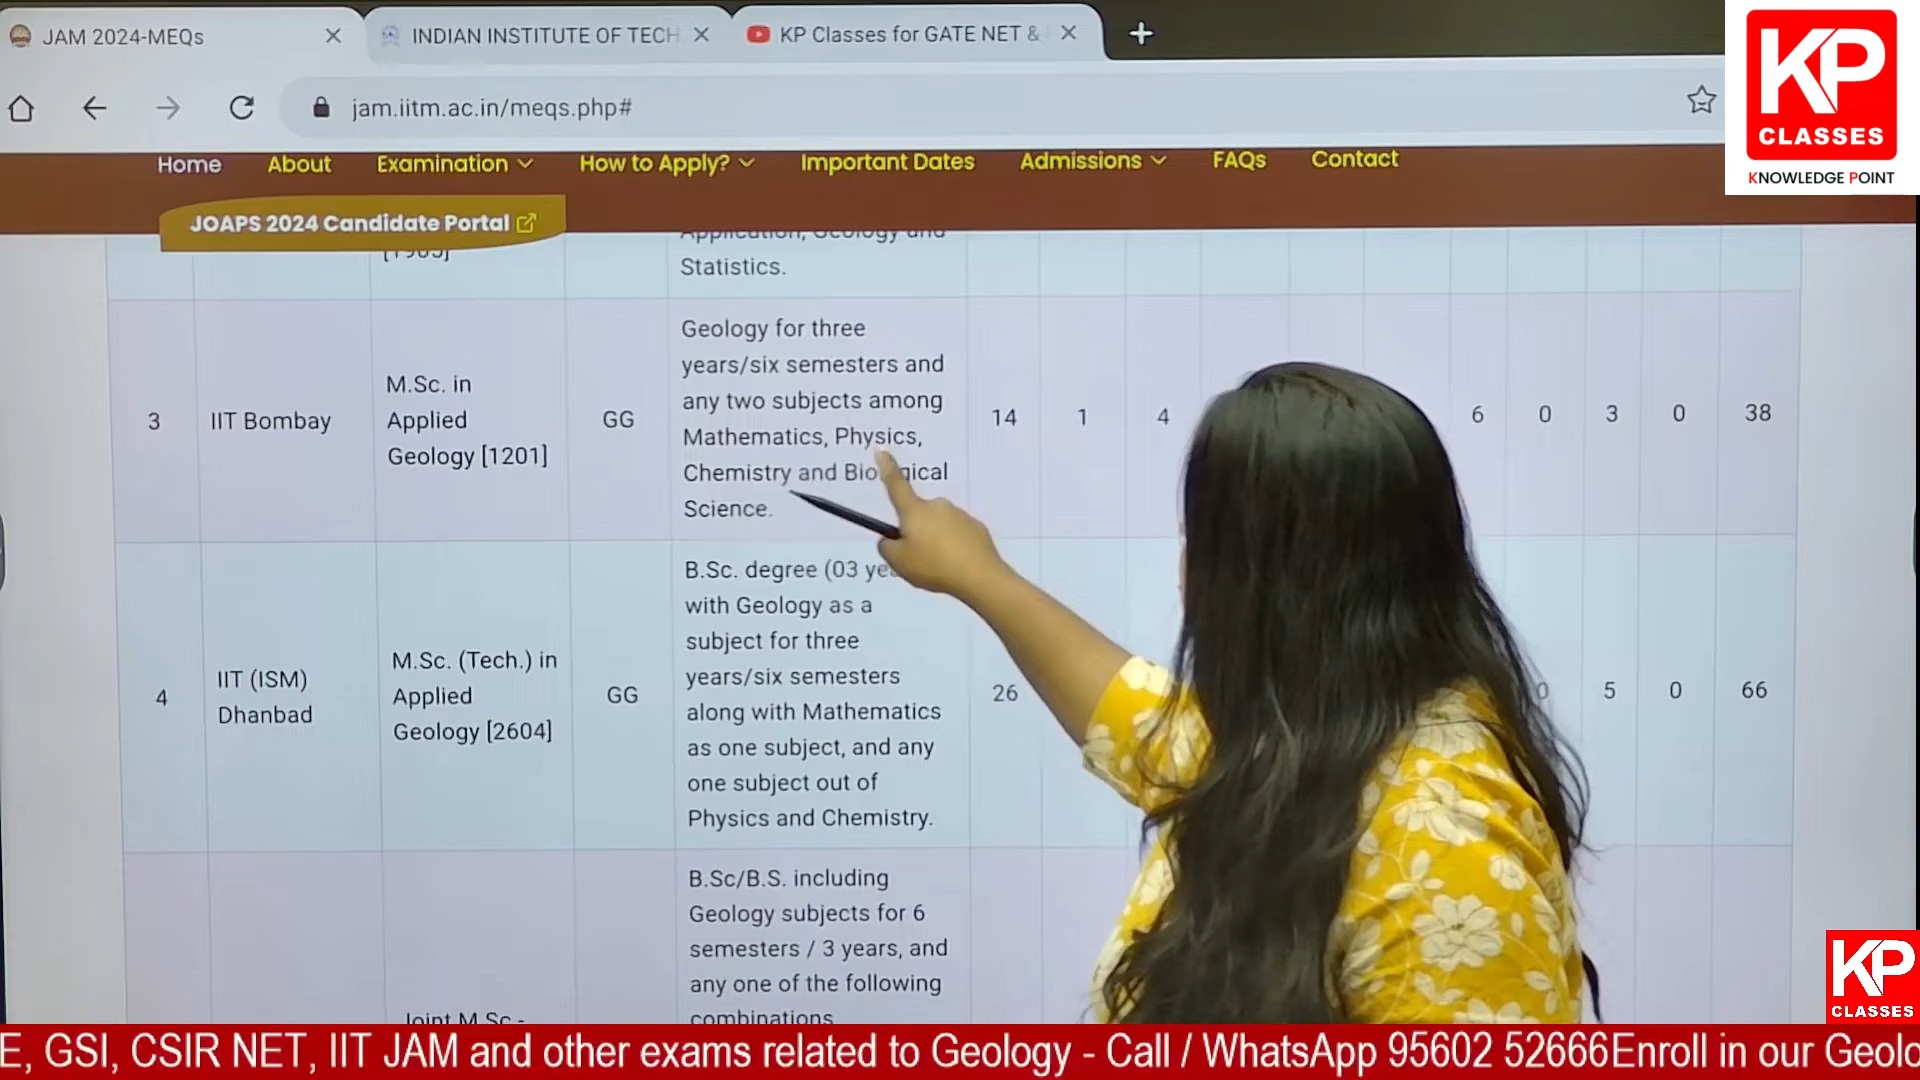 JAM 2024-MEQs
INDIAN INSTITUTE OF TECH
KP Classes for GATE NET &
jam.iitm.ac.in/meqs.php#
KP
CLASSES
KNOWLEDGE POINT
Home About Examination How to Apply? Important Dates Admissions FAQs Contact
JOAPS 2024 Candidate Portal
Application, Geology and
Statistics.
3
IIT Bombay
M.Sc. in
Applied
Geology [1201]
GG
Geology for three
years/six semesters and
any two subjects among
Mathematics, Physics,
Chemistry and Biological
Science.
14 1 4 6 0 3 0 38
4
IIT (ISM)
Dhanbad
M.Sc. (Tech.) in
Applied
Geology [2604]
GG
B.Sc. degree (03
with Geology as a
subject for three
years/six semesters
along with Mathematics
as one subject, and any
one subject out of
Physics and Chemistry.
26 0 5 0 66
Joint M.Sc.-
B.Sc/B.S. including
Geology subjects for 6
semesters / 3 years, and
any one of the following
combinations
KP
CLASSES
E, GSI, CSIR NET, IIT JAM and other exams related to Geology - Call / WhatsApp 95602 52666Enroll in our Geolo